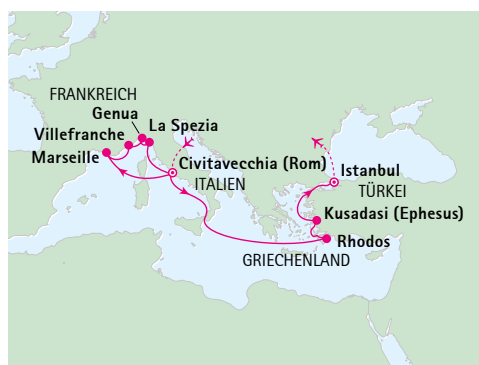 FRANKREICH
Genua
La Spezia
Villefranche
Marseille
Civitavecchia (Rom)
ITALIEN
Istanbul
TÜRKEI
Kusadasi (Ephesus)
Rhodos
GRIECHENLAND